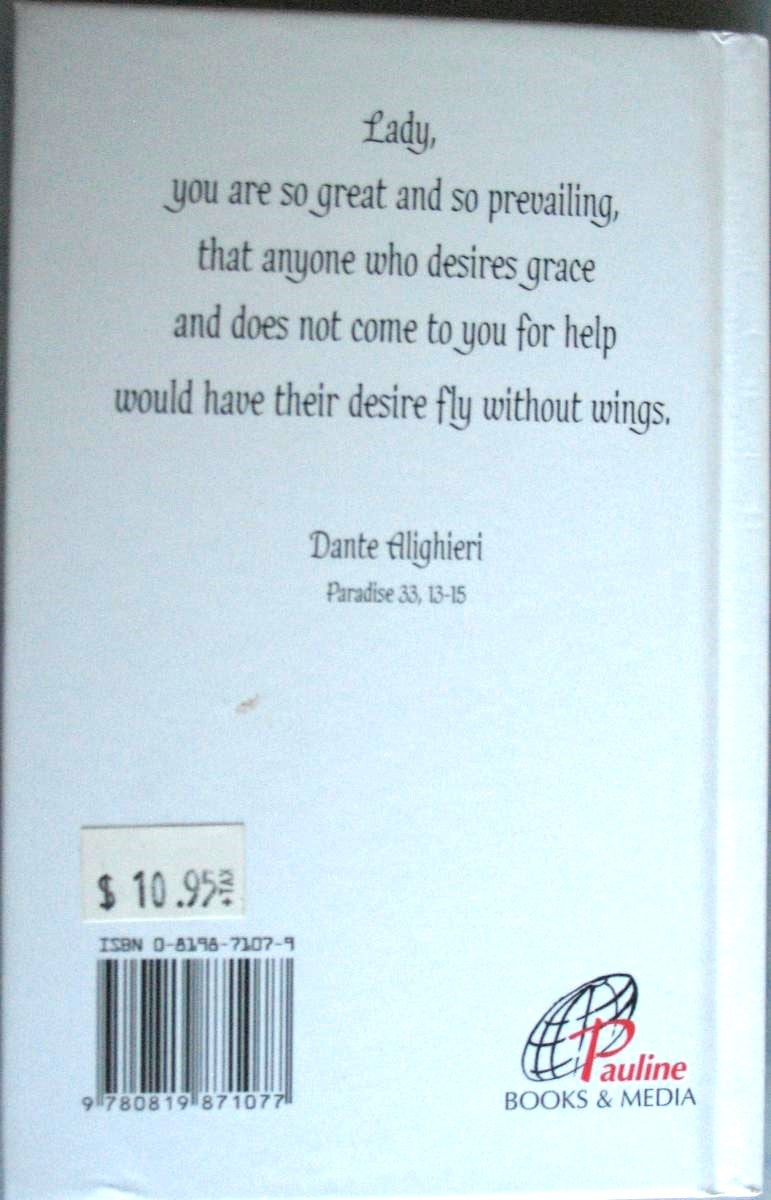 Lady,
you are so great and so prevailing,
that anyone who desires grace
and does not come to you for help
would have their desire fly without wings.
Dante Alighieri
Paradise 33, 13-15
$ 10.95 +TAX
ISBN 0-8198-7107-9
9 780819 871077
Pauline
BOOKS & MEDIA